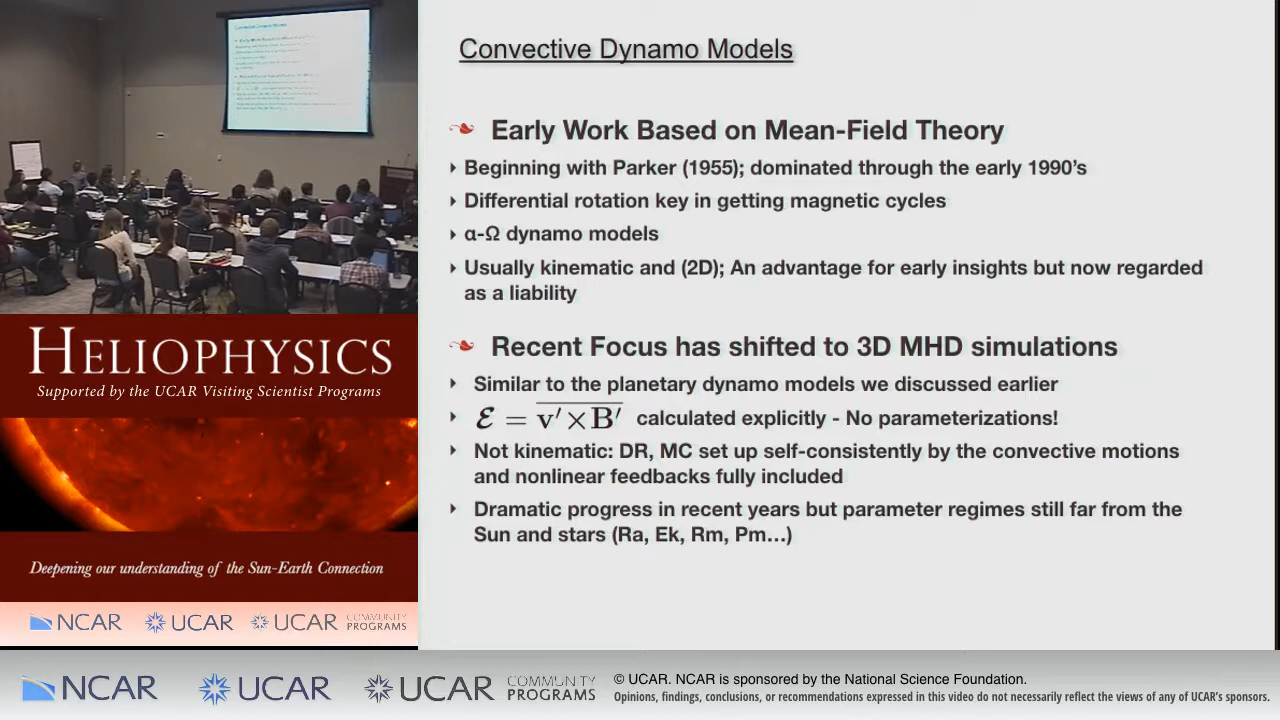 Convective Dynamo Models
Early Work Based on Mean-Field Theory
Beginning with Parker (1955); dominated through the early 1990’s
Differential rotation key in getting magnetic cycles
α-Ω dynamo models
Usually kinematic and (2D); An advantage for early insights but now regarded
as a liability
Recent Focus has shifted to 3D MHD simulations
Similar to the planetary dynamo models we discussed earlier
ℰ = v′×B′ calculated explicitly - No parameterizations!
Not kinematic: DR, MC set up self-consistently by the convective motions
and nonlinear feedbacks fully included
Dramatic progress in recent years but parameter regimes still far from the
Sun and stars (Ra, Ek, Rm, Pm...)
HELIOPHYSICS
Supported by the UCAR Visiting Scientist Programs
Deepening our understanding of the Sun-Earth Connection
NCAR UCAR UCAR COMMUNITY
PROGRAMS
NCAR UCAR UCAR COMMUNITY
PROGRAMS
© UCAR. NCAR is sponsored by the National Science Foundation.
Opinions, findings, conclusions, or recommendations expressed in this video do not necessarily reflect the views of any of UCAR's sponsors.